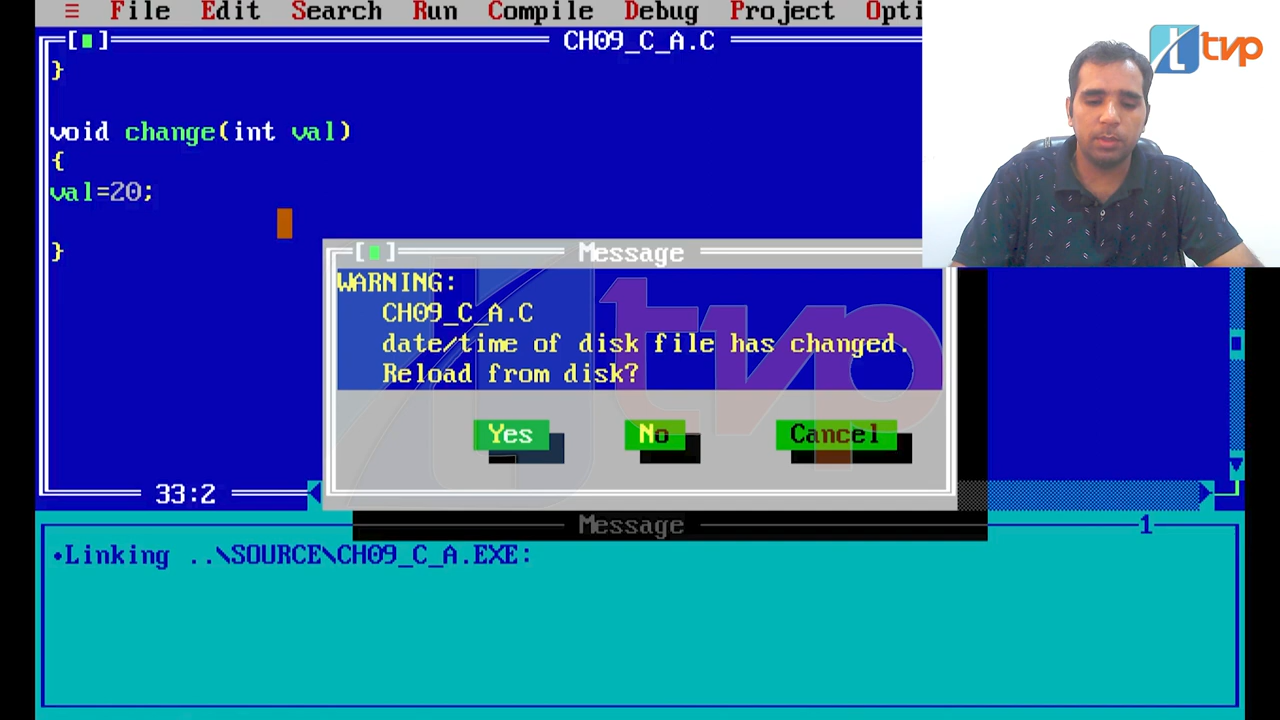 ≡ File Edit Search Run Compile Debug Project Opti
tvp
[■] CH09_C_A.C
}
void change(int val)
{
val=20;
}
[■] Message
WARNING:
CH09_C_A.C
date/time of disk file has changed.
Reload from disk?
tvp
Yes No Cancel
33:2
Message 1
•Linking ..\SOURCE\CH09_C_A.EXE: